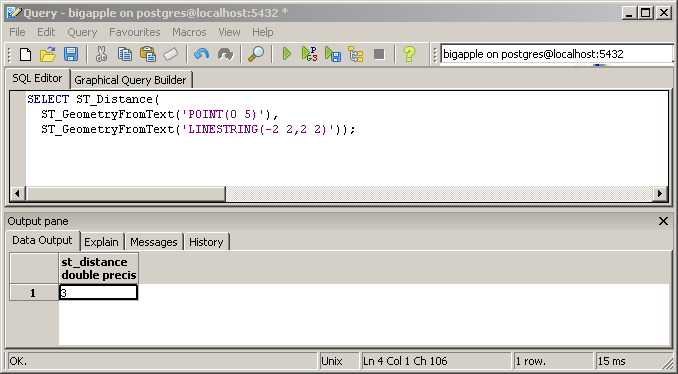 Query - bigapple on postgres@localhost:5432 *
File Edit Query Favourites Macros View Help
bigapple on postgres@localhost:5432
SQL Editor Graphical Query Builder
SELECT ST_Distance(
ST_GeometryFromText('POINT(0 5)'),
ST_GeometryFromText('LINESTRING(-2 2,2 2)'));
Output pane
Data Output Explain Messages History
st_distance
double precis
1 3
OK. Unix Ln 4 Col 1 Ch 106 1 row. 15 ms